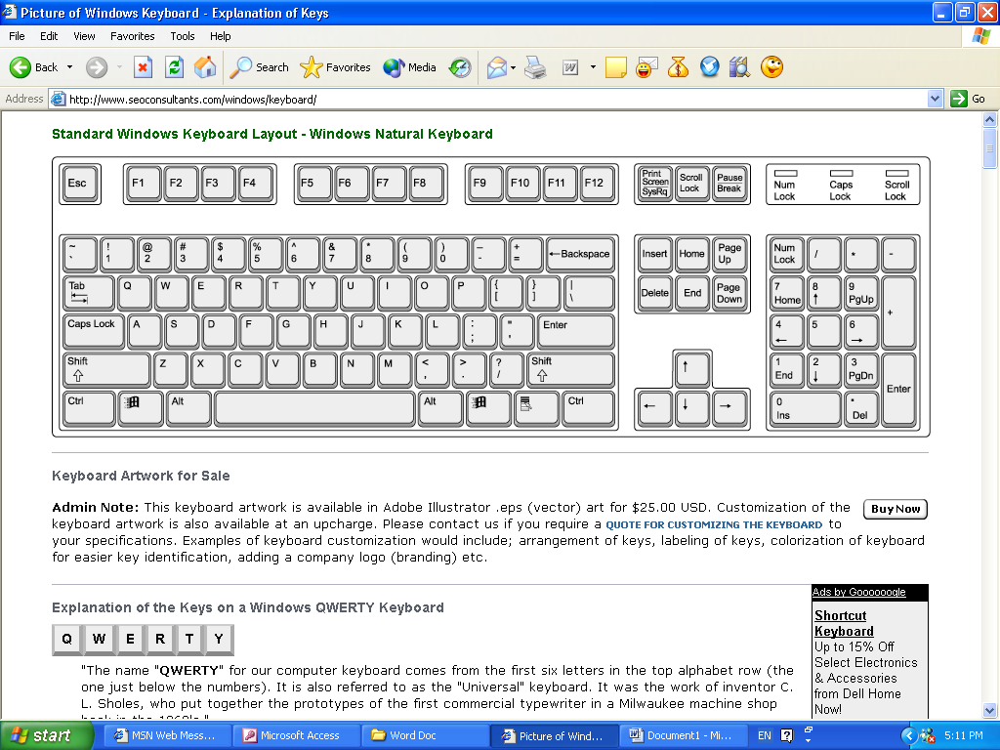 Picture of Windows Keyboard - Explanation of Keys
File Edit View Favorites Tools Help
Back Search Favorites Media
Address http://www.seoconsultants.com/windows/keyboard/ Go
Standard Windows Keyboard Layout - Windows Natural Keyboard
Esc F1 F2 F3 F4 F5 F6 F7 F8 F9 F10 F11 F12 Print Screen SysRq Scroll Lock Pause Break Num Lock Caps Lock Scroll Lock
~ ` ! 1 @ 2 # 3 $ 4 % 5 ^ 6 & 7 * 8 ( 9 ) 0 _ - + = ←Backspace Insert Home Page Up Num Lock / * -
Tab Q W E R T Y U I O P { [ } ] | \ Delete End Page Down 7 Home 8 ↑ 9 PgUp +
Caps Lock A S D F G H J K L : ; " ' Enter 4 ← 5 6 →
Shift Z X C V B N M < , > . ? / Shift ↑ 1 End 2 ↓ 3 PgDn Enter
Ctrl Alt Alt Ctrl ← ↓ → 0 Ins • Del
Keyboard Artwork for Sale
Admin Note: This keyboard artwork is available in Adobe Illustrator .eps (vector) art for $25.00 USD. Customization of the
Buy Now
keyboard artwork is also available at an upcharge. Please contact us if you require a QUOTE FOR CUSTOMIZING THE KEYBOARD to
your specifications. Examples of keyboard customization would include; arrangement of keys, labeling of keys, colorization of keyboard
for easier key identification, adding a company logo (branding) etc.
Explanation of the Keys on a Windows QWERTY Keyboard
Q W E R T Y
"The name "QWERTY" for our computer keyboard comes from the first six letters in the top alphabet row (the
one just below the numbers). It is also referred to as the "Universal" keyboard. It was the work of inventor C.
L. Sholes, who put together the prototypes of the first commercial typewriter in a Milwaukee machine shop
back in the 1860's."
Ads by Goooooogle
Shortcut
Keyboard
Up to 15% Off
Select Electronics
& Accessories
from Dell Home
Now!
start MSN Web Mess... Microsoft Access Word Doc Picture of Wind... Document1 - Mi... EN 5:11 PM